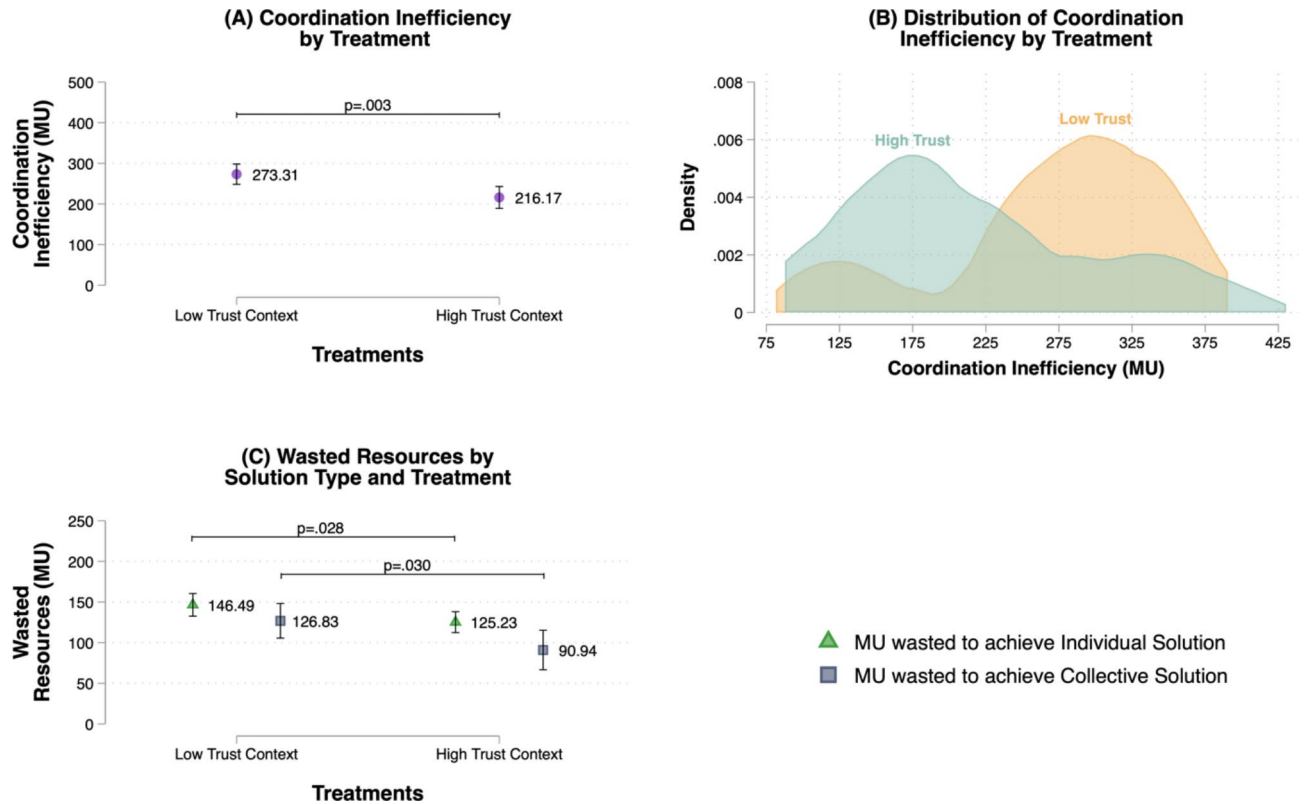 (A) Coordination Inefficiency
by Treatment
Coordination
Inefficiency (MU)
500
400
300
200
100
0
p=.003
273.31
216.17
Low Trust Context
High Trust Context
Treatments
(B) Distribution of Coordination
Inefficiency by Treatment
Density
.008
.006
.004
.002
0
High Trust
Low Trust
75 125 175 225 275 325 375 425
Coordination Inefficiency (MU)
(C) Wasted Resources by
Solution Type and Treatment
Wasted
Resources (MU)
250
200
150
100
50
0
p=.028
p=.030
146.49
126.83
125.23
90.94
Low Trust Context
High Trust Context
Treatments
MU wasted to achieve Individual Solution
MU wasted to achieve Collective Solution